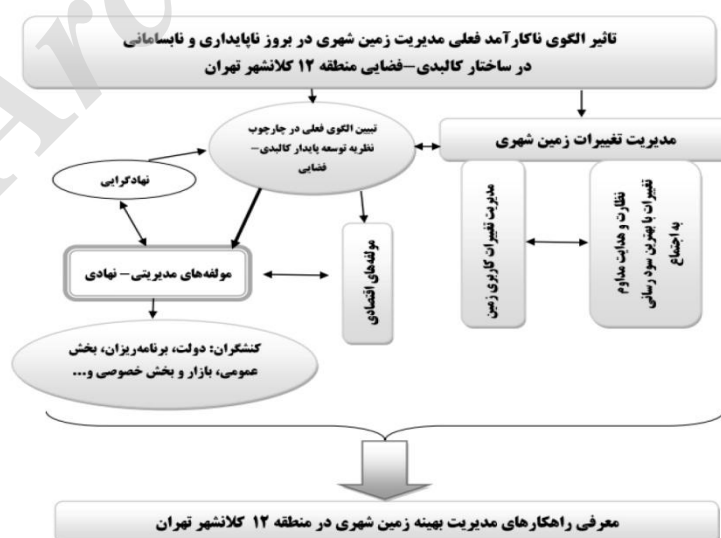 تاثیر الگوی ناکارآمد فعلی مدیریت زمین شهری در بروز ناپایداری و نابسامانی
در ساختار کالبدی–فضایی منطقه ۱۲ کلانشهر تهران
مدیریت تغییرات زمین شهری
تبیین الگوی فعلی در چارچوب
نظریه توسعه پایدار کالبدی–
فضایی
نهادگرایی
نظارت و هدایت مداوم
تغییرات با بهترین سود رسانی
به اجتماع
مدیریت تغییرات کاربری زمین
مولفه‌های اقتصادی
مولفه‌های مدیریتی– نهادی
کنشگران: دولت، برنامه‌ریزان، بخش
عمومی، بازار و بخش خصوصی و...
معرفی راهکارهای مدیریت بهینه زمین شهری در منطقه ۱۲ کلانشهر تهران